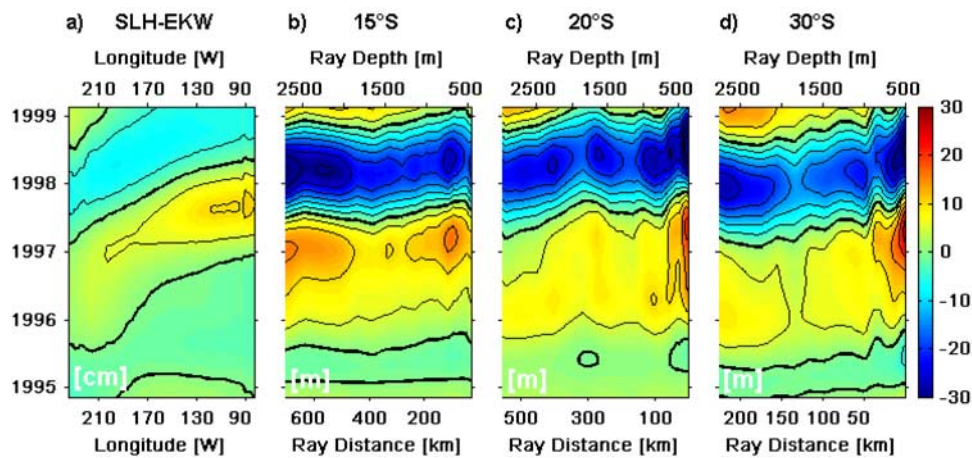 a) SLH-EKW b) 15°S c) 20°S d) 30°S
Longitude [W] Ray Depth [m] Ray Depth [m] Ray Depth [m]
210 170 130 90 2500 1500 500 2500 1500 500 2500 1500 500
1999
1998
1997
1996
1995
[cm] [m] [m] [m]
30
20
10
0
-10
-20
-30
210 170 130 90 600 400 200 500 300 100 200 150 100 50
Longitude [W] Ray Distance [km] Ray Distance [km] Ray Distance [km]